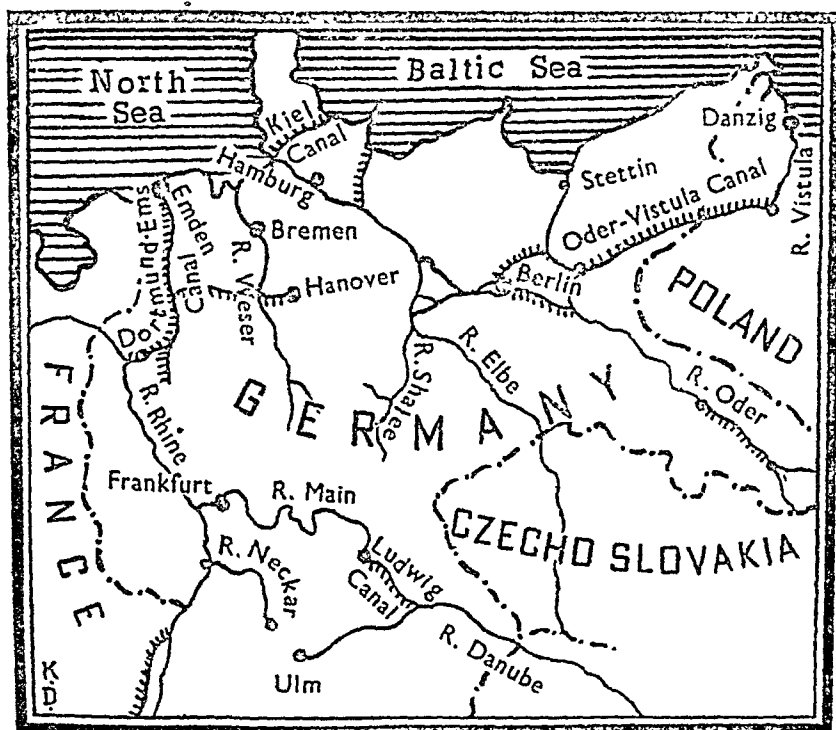 North
Sea
Baltic Sea
Kiel
Canal
Hamburg
Danzig
Stettin
R. Vistula
Oder-Vistula Canal
Dortmund-Ems
Emden
Canal
Bremen
R. Weser
Hanover
Berlin
POLAND
Do
R. Elbe
R. Shalee
R. Oder
FRANCE
R. Rhine
GERMANY
Frankfurt
R. Main
CZECHO SLOVAKIA
R. Neckar
Ludwig
Canal
R. Danube
Ulm
K.
D.